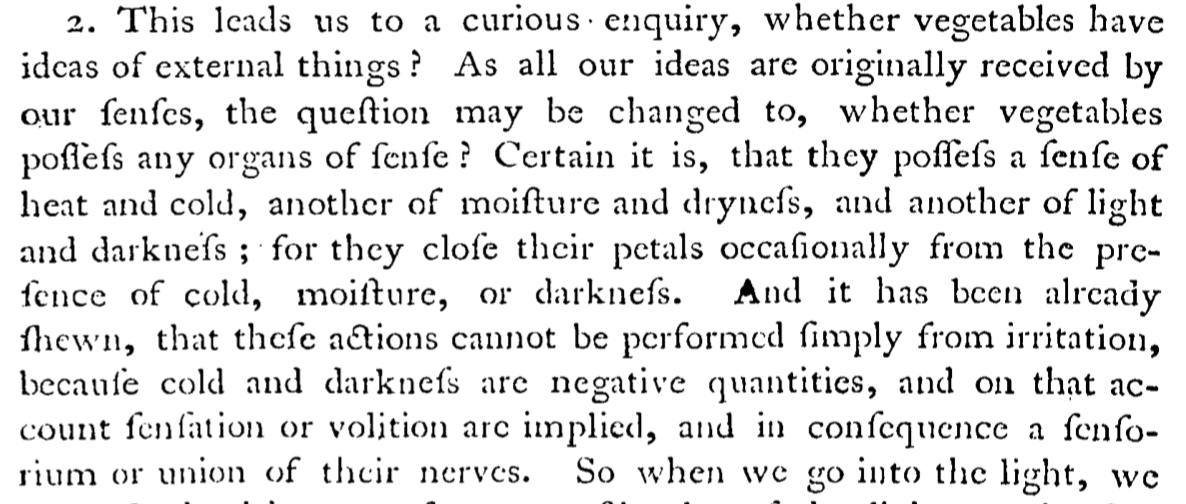 2. This leads us to a curious enquiry, whether vegetables have
ideas of external things? As all our ideas are originally received by
our ſenſes, the queſtion may be changed to, whether vegetables
poſſeſs any organs of ſenſe? Certain it is, that they poſſeſs a ſenſe of
heat and cold, another of moiſture and dryneſs, and another of light
and darkneſs; for they cloſe their petals occaſionally from the pre-
ſence of cold, moiſture, or darkneſs. And it has been already
ſhewn, that theſe actions cannot be performed ſimply from irritation,
becauſe cold and darkneſs are negative quantities, and on that ac-
count ſenſation or volition are implied, and in conſequence a ſenſo-
rium or union of their nerves. So when we go into the light, we